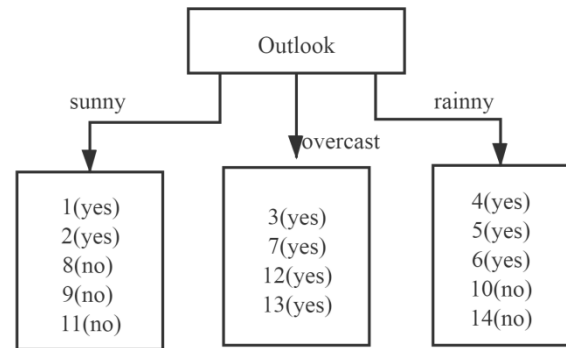 Outlook
sunny
overcast
rainny
1(yes)
2(yes)
8(no)
9(no)
11(no)
3(yes)
7(yes)
12(yes)
13(yes)
4(yes)
5(yes)
6(yes)
10(no)
14(no)